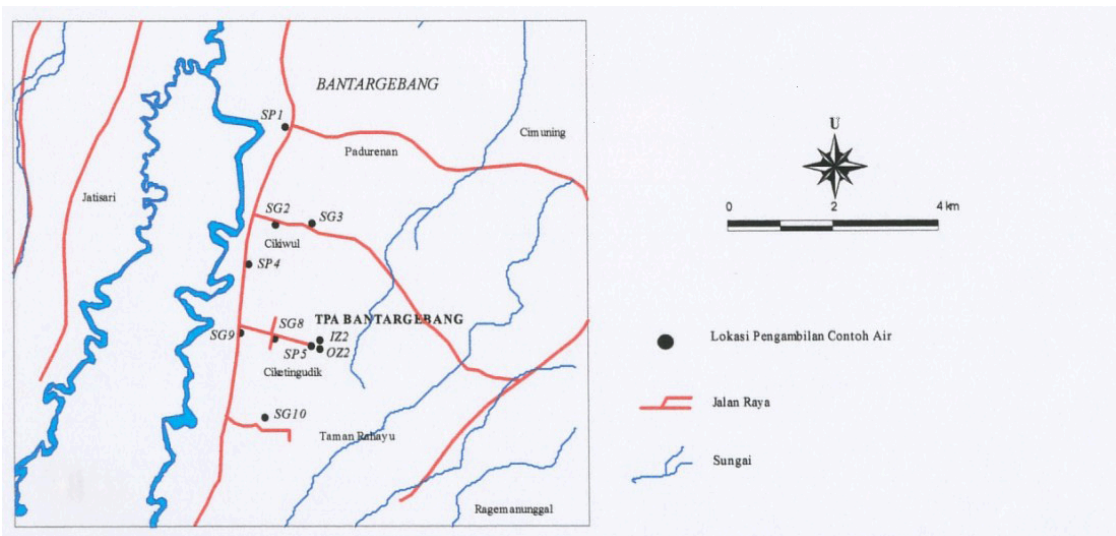 BANTARGEBANG
SP1
Cimuning
Padurenan
Jatisari
SG2
SG3
Cikiwul
SP4
TPA BANTARGEBANG
SG8
SG9
IZ2
SP5
OZ2
Ciketingudik
SG10
Taman Rahayu
Ragemanunggal
U
0 2 4 km
Lokasi Pengambilan Contoh Air
Jalan Raya
Sungai